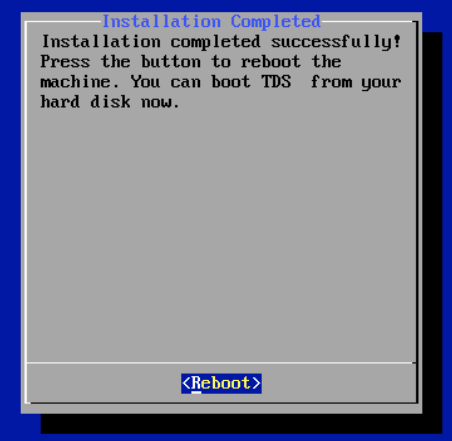 Installation Completed
Installation completed successfully!
Press the button to reboot the
machine. You can boot TDS  from your
hard disk now.
<Reboot>